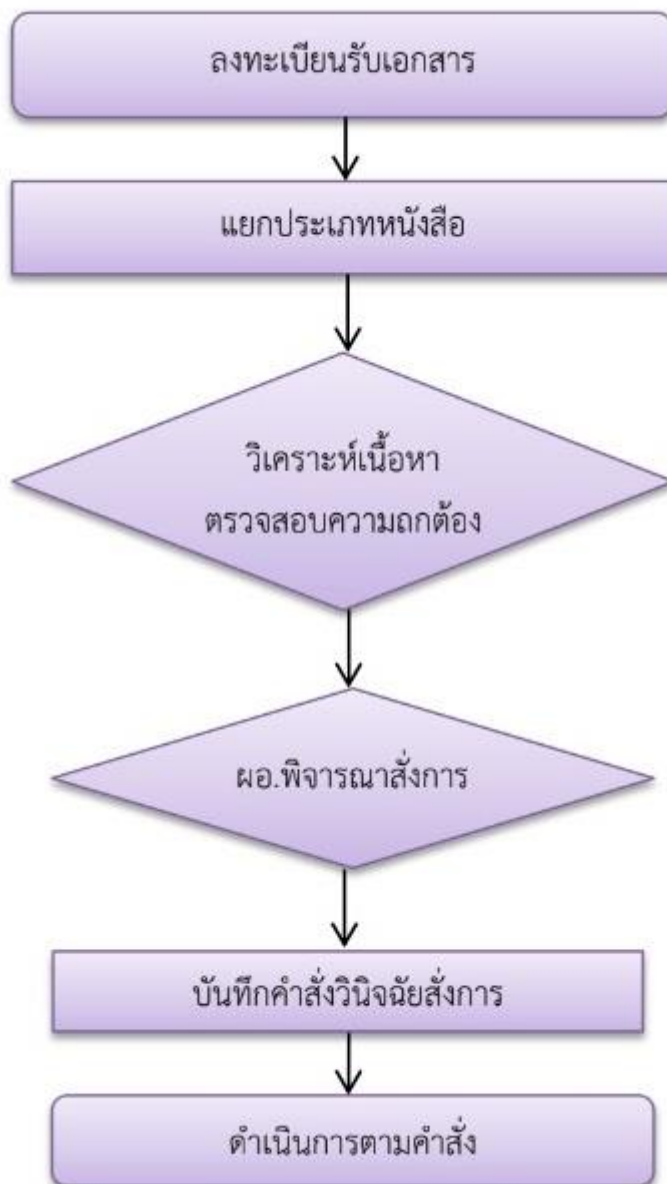 ลงทะเบียนรับเอกสาร
แยกประเภทหนังสือ
วิเคราะห์เนื้อหา
ตรวจสอบความถกต้อง
ผอ.พิจารณาสั่งการ
บันทึกคำสั่งวินิจฉัยสั่งการ
ดำเนินการตามคำสั่ง